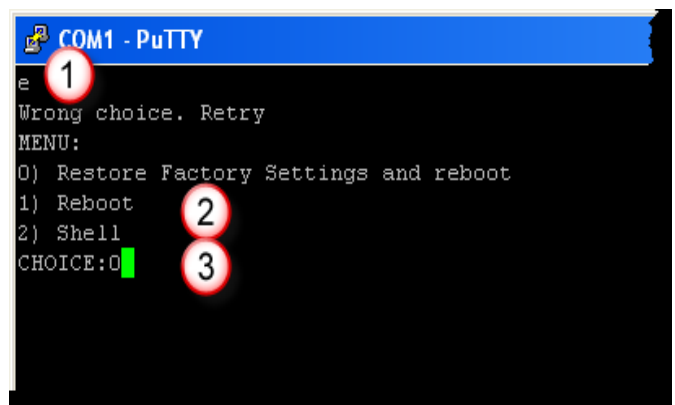 COM1 - PuTTY
e
1
Wrong choice. Retry
MENU:
0) Restore Factory Settings and reboot
1) Reboot
2
2) Shell
CHOICE:0
3